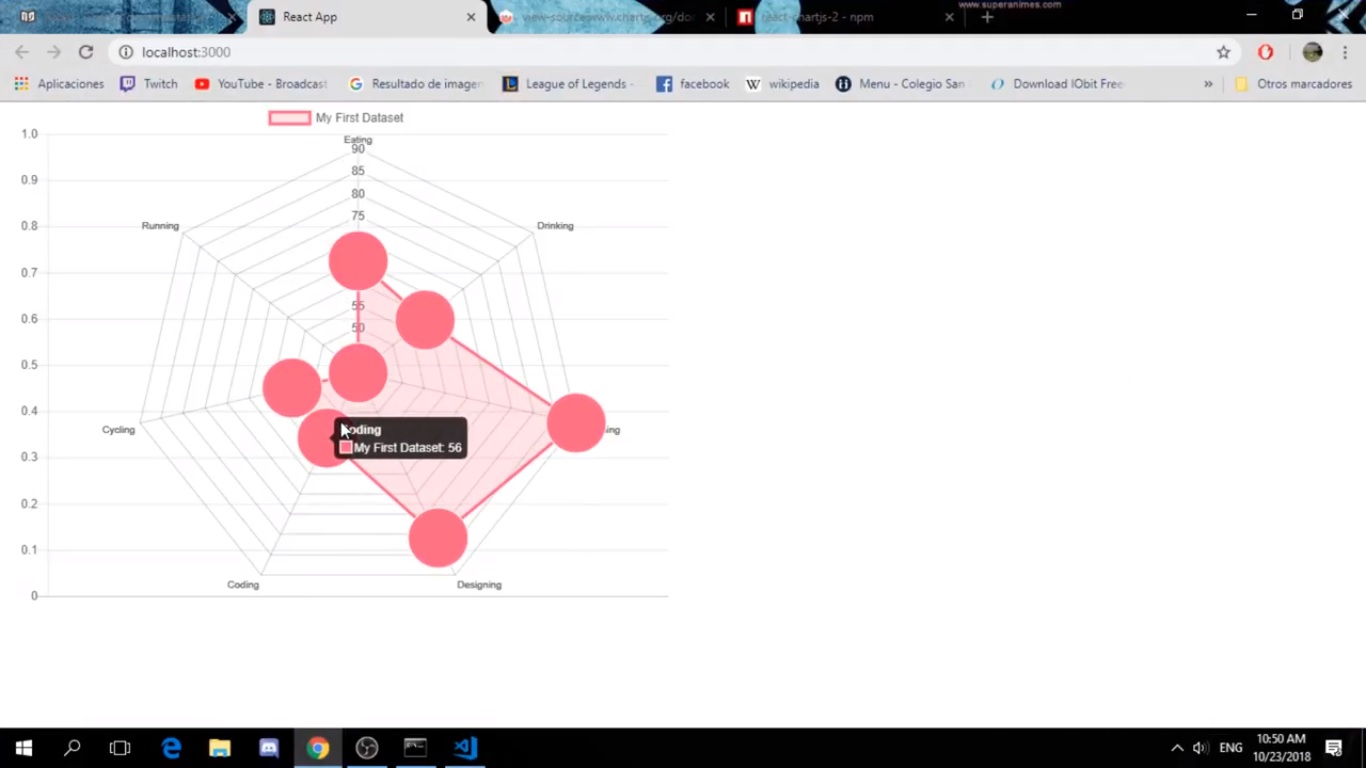 www.superanimes.com
React App
view-source:www.chartjs.org/do
react-chartjs-2 - npm
localhost:3000
Aplicaciones Twitch YouTube - Broadcast Resultado de imagen League of Legends - facebook wikipedia Menu - Colegio San Download IObit Free » Otros marcadores
My First Dataset
1.0
0.9
0.8
0.7
0.6
0.5
0.4
0.3
0.2
0.1
0
Eating
90
85
80
75
55
50
Running
Drinking
Cycling
ing
Coding
My First Dataset: 56
Coding
Designing
ENG
10:50 AM
10/23/2018